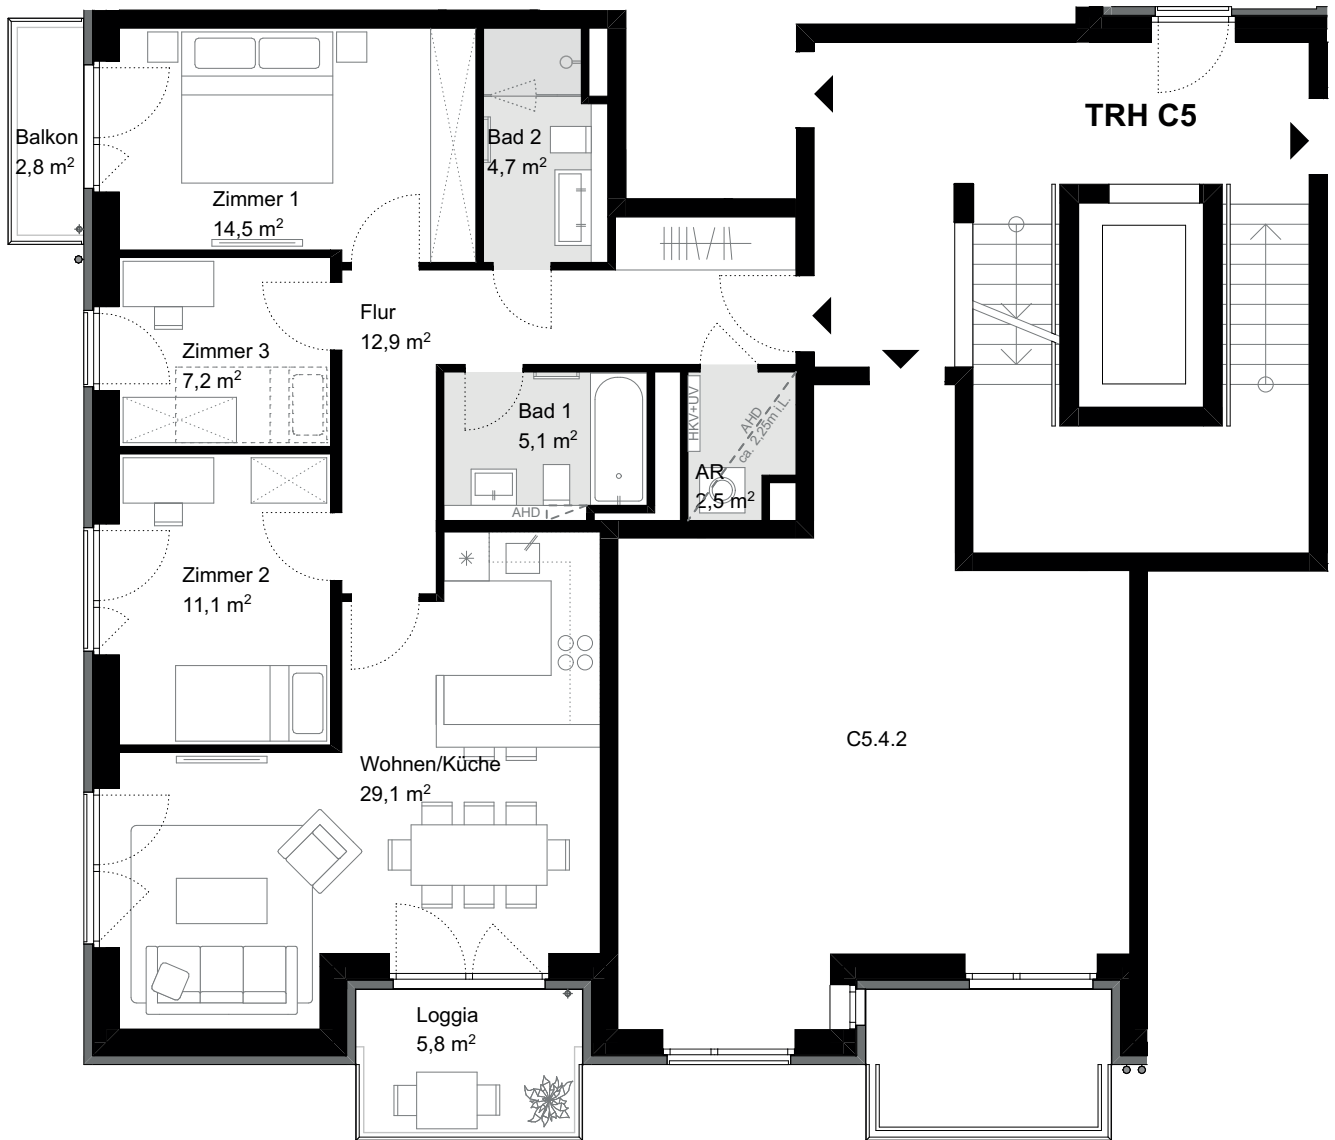 TRH C5
Balkon
2,8 m²
Bad 2
4,7 m²
Zimmer 1
14,5 m²
Flur
12,9 m²
Zimmer 3
7,2 m²
Bad 1
5,1 m²
HKV+UV
AHD
ca. 2,25m i.L.
AR
2,5 m²
AHD
Zimmer 2
11,1 m²
C5.4.2
Wohnen/Küche
29,1 m²
Loggia
5,8 m²